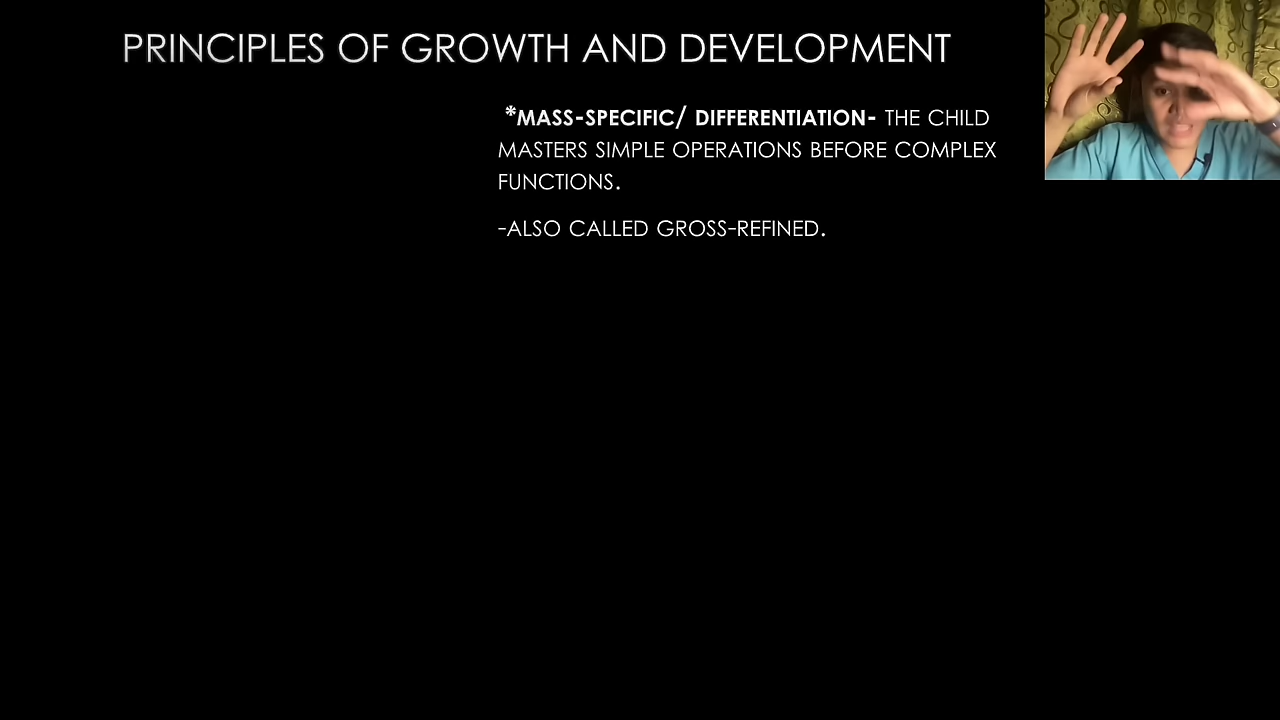 PRINCIPLES OF GROWTH AND DEVELOPMENT
*MASS-SPECIFIC/ DIFFERENTIATION- THE CHILD
MASTERS SIMPLE OPERATIONS BEFORE COMPLEX
FUNCTIONS.
-ALSO CALLED GROSS-REFINED.